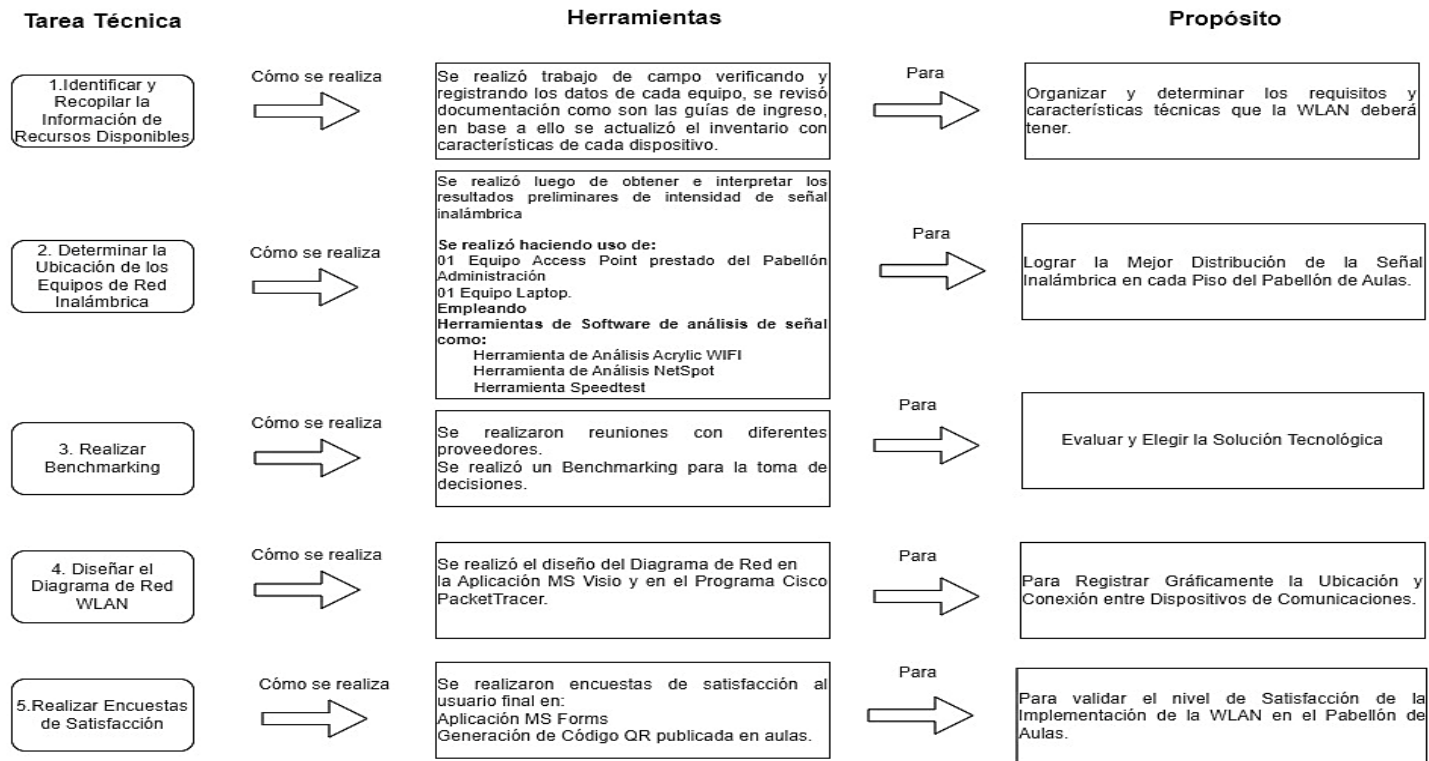 Tarea Técnica
Herramientas
Propósito
1.Identificar y
Recopilar la
Información de
Recursos Disponibles
Cómo se realiza
Se realizó trabajo de campo verificando y
registrando los datos de cada equipo, se revisó
documentación como son las guías de ingreso,
en base a ello se actualizó el inventario con
características de cada dispositivo.
Para
Organizar y determinar los requisitos y
características técnicas que la WLAN deberá
tener.
2. Determinar la
Ubicación de los
Equipos de Red
Inalámbrica
Cómo se realiza
Se realizó luego de obtener e interpretar los
resultados preliminares de intensidad de señal
inalámbrica
Se realizó haciendo uso de:
01 Equipo Access Point prestado del Pabellón
Administración
01 Equipo Laptop.
Empleando
Herramientas de Software de análisis de señal
como:
Herramienta de Análisis Acrylic WIFI
Herramienta de Análisis NetSpot
Herramienta Speedtest
Para
Lograr la Mejor Distribución de la Señal
Inalámbrica en cada Piso del Pabellón de Aulas.
3. Realizar
Benchmarking
Cómo se realiza
Se realizaron reuniones con diferentes
proveedores.
Se realizó un Benchmarking para la toma de
decisiones.
Para
Evaluar y Elegir la Solución Tecnológica
4. Diseñar el
Diagrama de Red
WLAN
Cómo se realiza
Se realizó el diseño del Diagrama de Red en
la Aplicación MS Visio y en el Programa Cisco
PacketTracer.
Para
Para Registrar Gráficamente la Ubicación y
Conexión entre Dispositivos de Comunicaciones.
5.Realizar Encuestas
de Satisfacción
Cómo se realiza
Se realizaron encuestas de satisfacción al
usuario final en:
Aplicación MS Forms
Generación de Código QR publicada en aulas.
Para
Para validar el nivel de Satisfacción de la
Implementación de la WLAN en el Pabellón de
Aulas.